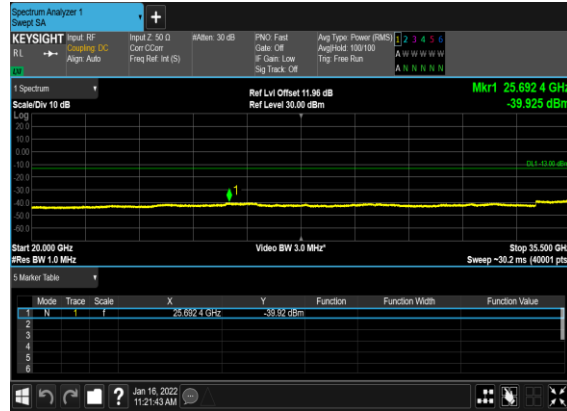 Spectrum Analyzer 1
Swept SA
+
KEYSIGHT Input: RF Input Z: 50 Ω #Atten: 30 dB PNO: Fast Avg Type: Power (RMS) 1 2 3 4 5 6
RL Coupling: DC Corr CCorr Gate: Off Avg|Hold: 100/100 A W W W W W
Align: Auto Freq Ref: Int (S) IF Gain: Low Trig: Free Run
Sig Track: Off A N N N N N
1 Spectrum Ref Lvl Offset 11.96 dB Mkr1 25.692 4 GHz
Scale/Div 10 dB Ref Level 30.00 dBm -39.925 dBm
Log
20.0
10.0
0.00
-10.0
DL1 -13.00 dBm
-20.0
-30.0
1
-40.0
-50.0
-60.0
Start 20.000 GHz Video BW 3.0 MHz* Stop 35.500 GHz
#Res BW 1.0 MHz Sweep ~30.2 ms (40001 pts)
5 Marker Table
Mode Trace Scale X Y Function Function Width Function Value
1 N 1 f 25.692 4 GHz -39.92 dBm
2
3
4
5
6
? Jan 16, 2022
11:21:43 AM